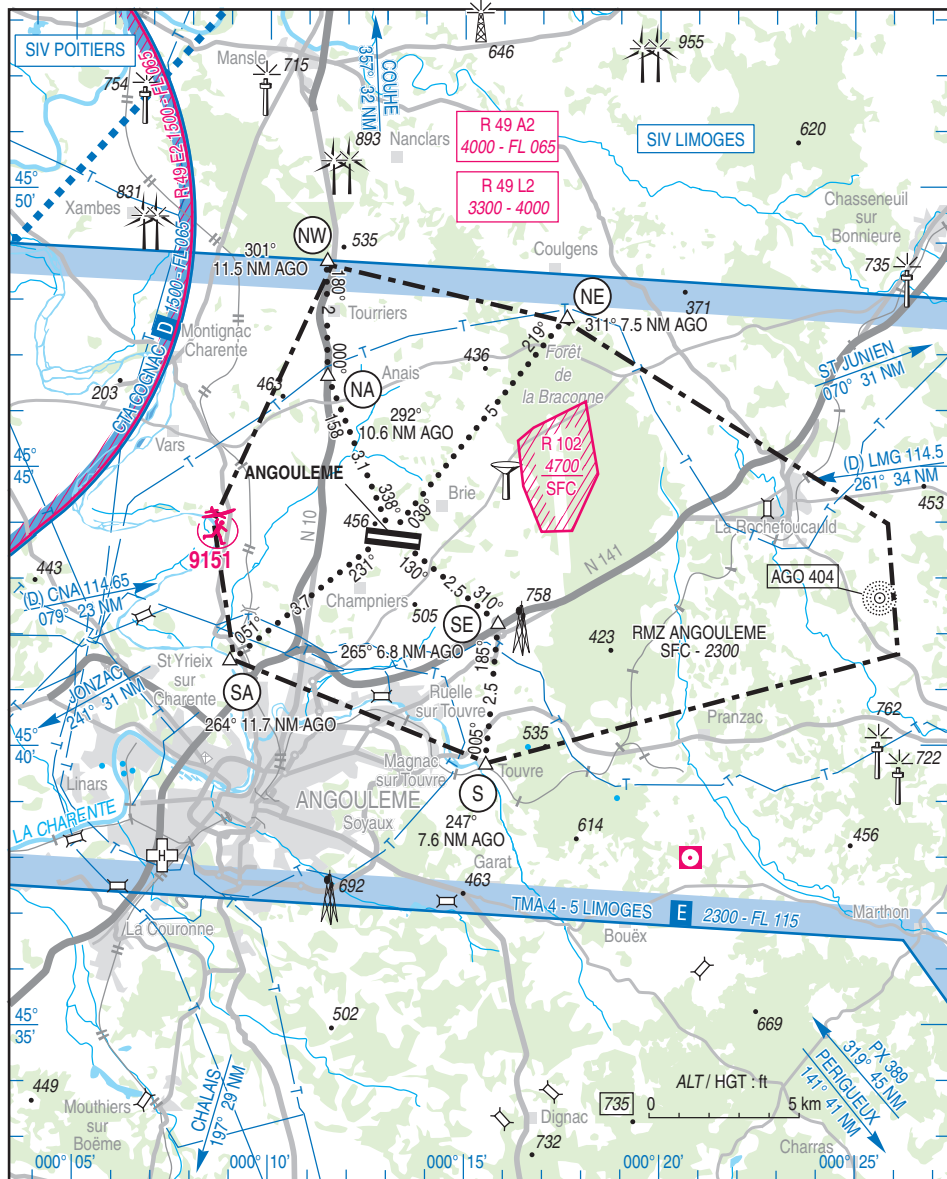 SIV POITIERS
754
Mansle
715
COUHE
357° 32 NM
646
955
893
Nanclars
R 49 A2
4000 - FL 065
R 49 L2
3300 - 4000
SIV LIMOGES
620
R 49 E2 1500 - FL 065
45°
50'
831
Xambes
Chasseneuil
sur
Bonnieure
NW
535
301°
11.5 NM AGO
Coulgens
735
NE
371
311° 7.5 NM AGO
180°
2
000°
Tourriers
219°
Montignac
Charente
CTA COGNAC D 1500 - FL 065
203
463
Anais
436
Forêt
de
la Braconne
ST JUNIEN
070° 31 NM
NA
5
158
3.1
338°
292°
10.6 NM AGO
Vars
45°
45'
ANGOULEME
R 102
4700
SFC
(D) LMG 114.5
261° 34 NM
453
Brie
039°
N 10
456
La Rochefoucauld
9151
N 141
443
(D) CNA 114.65
079° 23 NM
231°
130°
3.7
051°
Champniers
2.5
310°
505
SE
758
AGO 404
423
RMZ ANGOULEME
SFC - 2300
265° 6.8 NM AGO
185°
2.5
005°
St Yrieix
sur
Charente
SA
264° 11.7 NM AGO
JONZAC
241° 31 NM
Ruelle
sur Touvre
Pranzac
762
45°
40'
535
722
Linars
Magnac
sur Touvre
Touvre
S
ANGOULEME
Soyaux
247°
7.6 NM AGO
LA CHARENTE
614
456
H
Garat
692
463
TMA 4 - 5 LIMOGES E 2300 - FL 115
Marthon
La Couronne
Bouëx
45°
35'
502
669
PX 389
319° 45 NM
PERIGUEUX
141° 41 NM
449
CHALAIS
197° 29 NM
Mouthiers
sur
Boëme
ALT / HGT : ft
735
0
5 km
Dignac
732
Charras
000° 05'
000° 10'
000° 15'
000° 20'
000° 25'